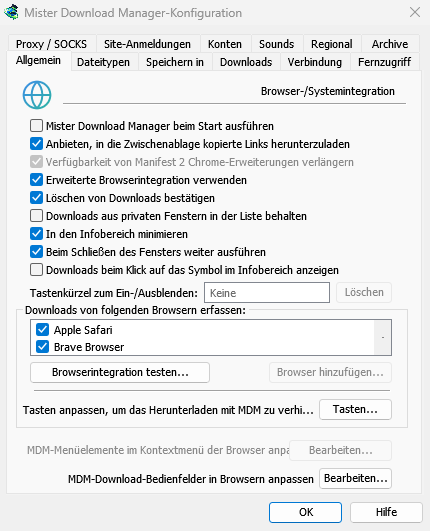 Mister Download Manager-Konfiguration
Proxy / SOCKS Site-Anmeldungen Konten Sounds Regional Archive
Allgemein Dateitypen Speichern in Downloads Verbindung Fernzugriff
Browser-/Systemintegration
Mister Download Manager beim Start ausführen
Anbieten, in die Zwischenablage kopierte Links herunterzuladen
Verfügbarkeit von Manifest 2 Chrome-Erweiterungen verlängern
Erweiterte Browserintegration verwenden
Löschen von Downloads bestätigen
Downloads aus privaten Fenstern in der Liste behalten
In den Infobereich minimieren
Beim Schließen des Fensters weiter ausführen
Downloads beim Klick auf das Symbol im Infobereich anzeigen
Tastenkürzel zum Ein-/Ausblenden: Keine Löschen
Downloads von folgenden Browsern erfassen:
Apple Safari
Brave Browser
Browserintegration testen... Browser hinzufügen...
Tasten anpassen, um das Herunterladen mit MDM zu verhi... Tasten...
MDM-Menüelemente im Kontextmenü der Browser anpa Bearbeiten...
MDM-Download-Bedienfelder in Browsern anpassen Bearbeiten...
OK Hilfe